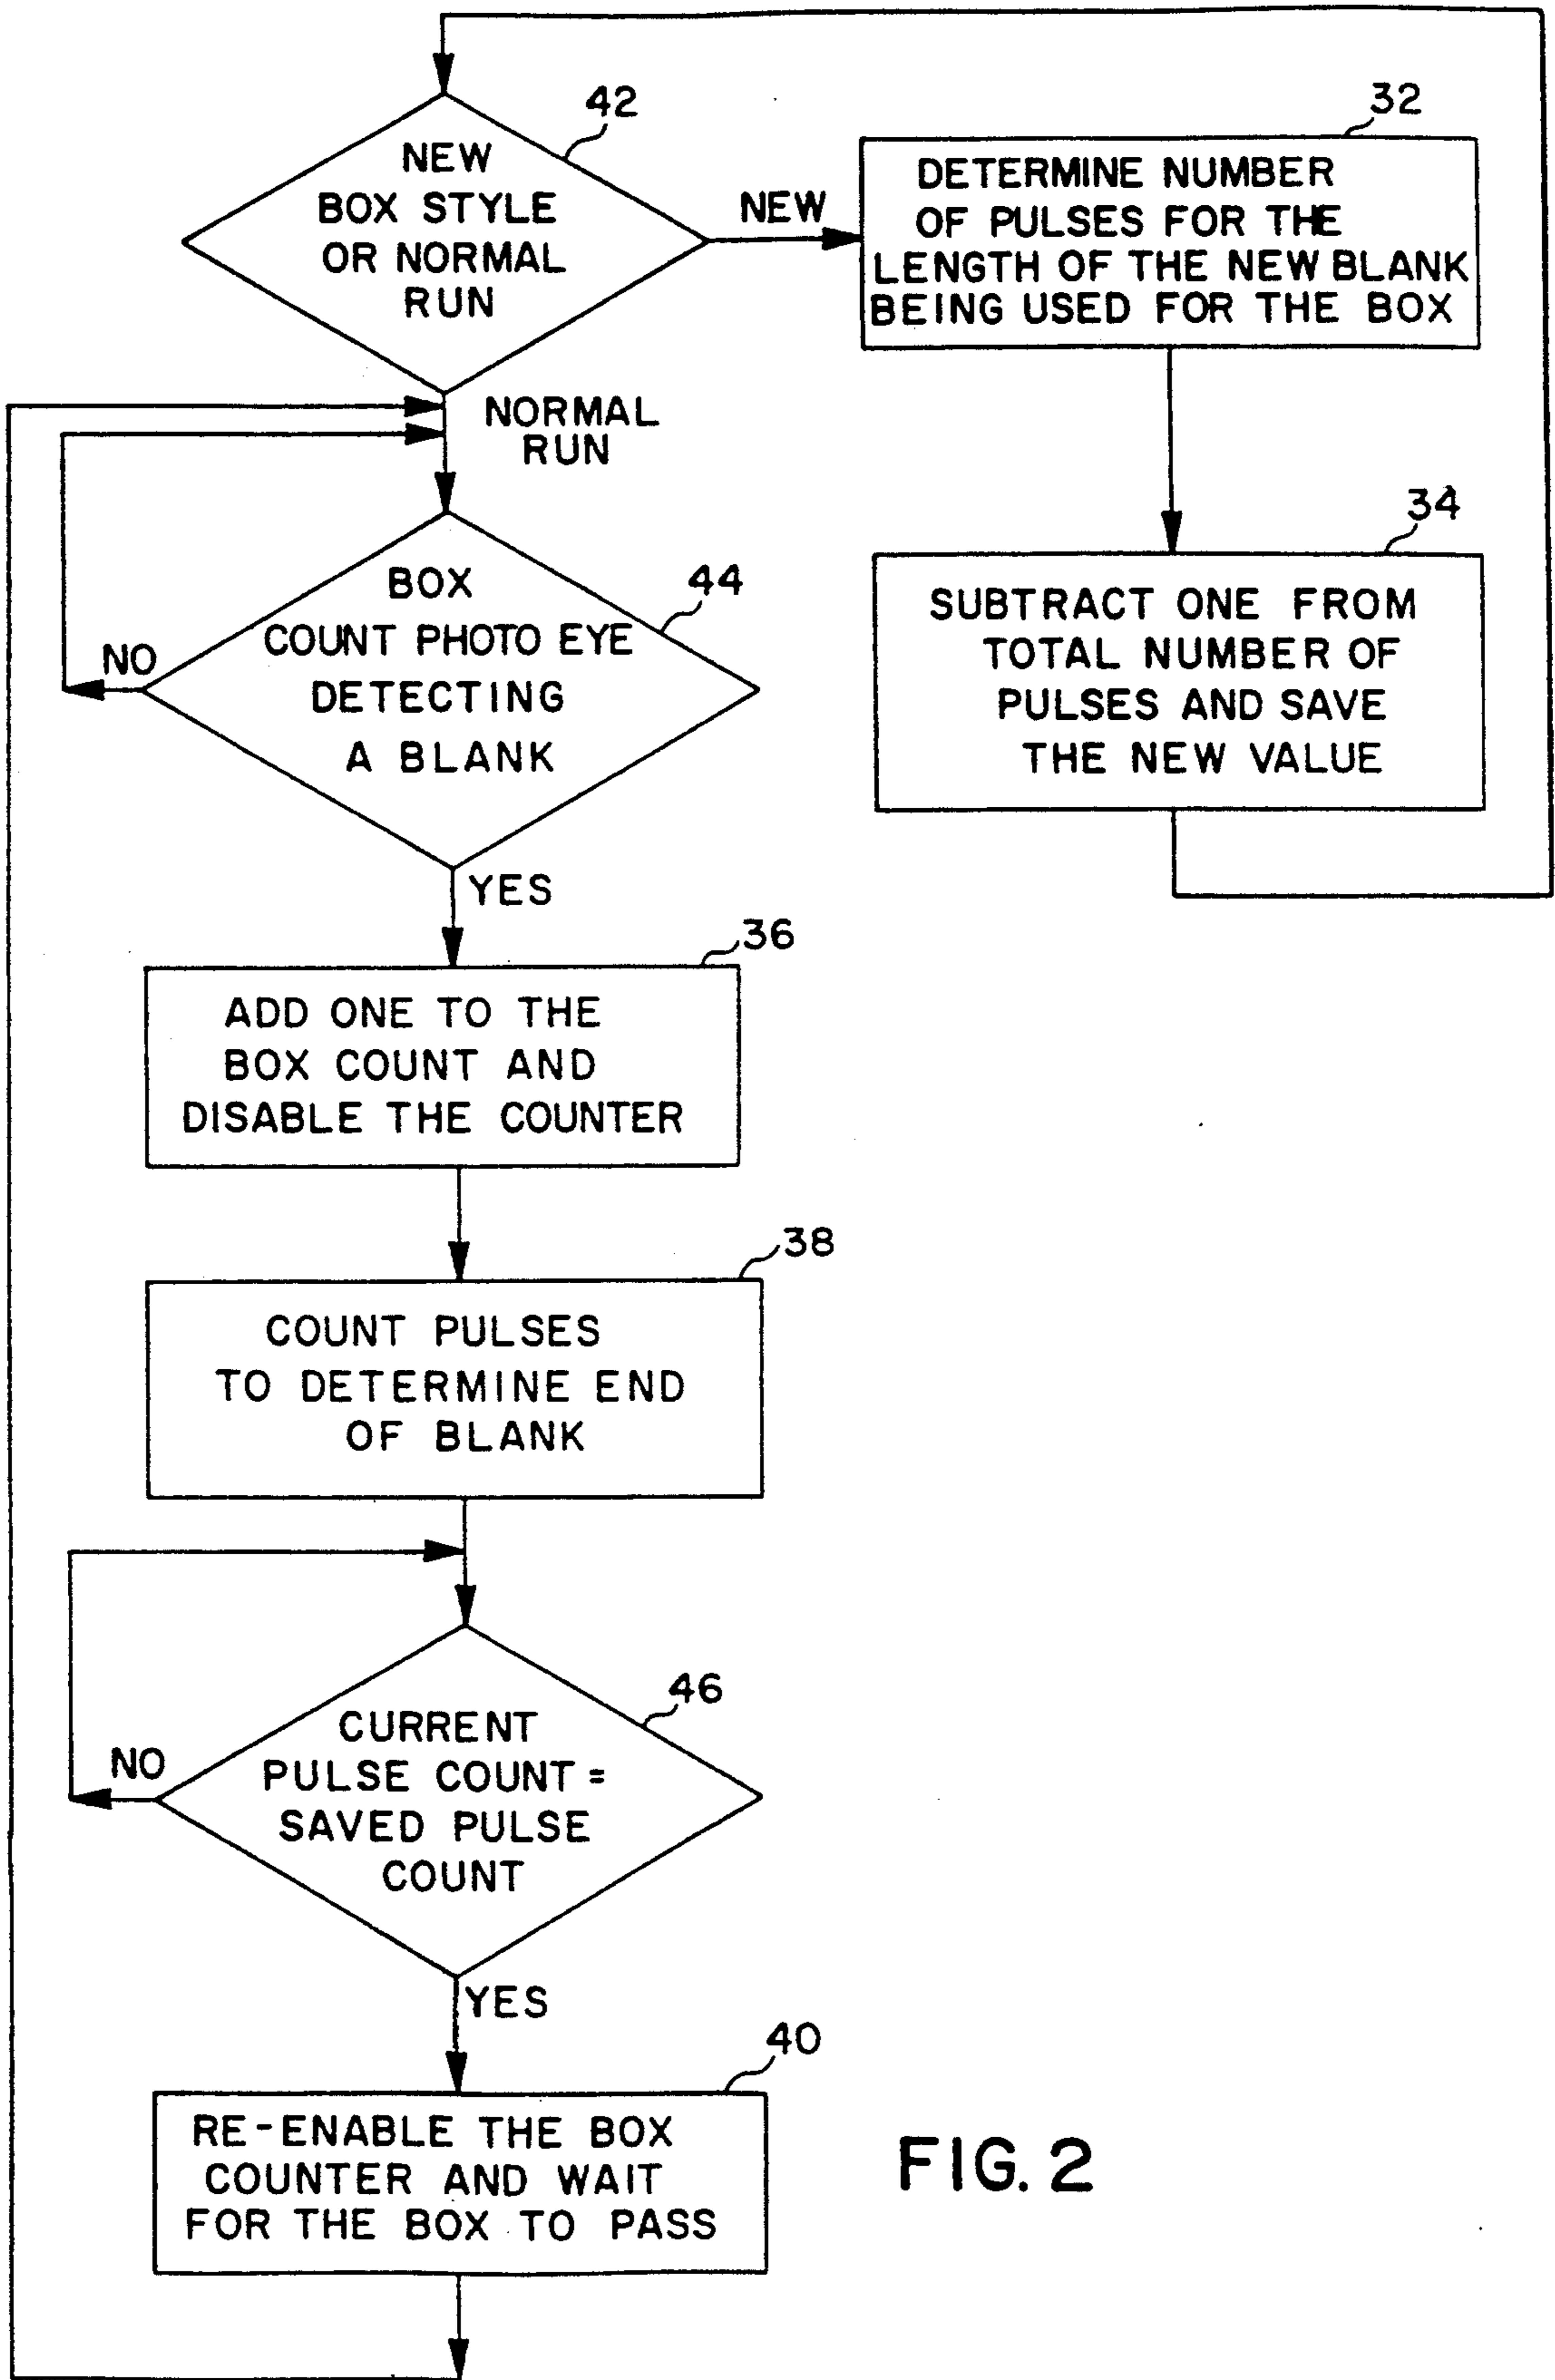 42
NEW
BOX STYLE
OR NORMAL
RUN
NEW
32
DETERMINE NUMBER
OF PULSES FOR THE
LENGTH OF THE NEW BLANK
BEING USED FOR THE BOX
NORMAL
RUN
34
SUBTRACT ONE FROM
TOTAL NUMBER OF
PULSES AND SAVE
THE NEW VALUE
44
BOX
COUNT PHOTO EYE
DETECTING
A BLANK
NO
YES
36
ADD ONE TO THE
BOX COUNT AND
DISABLE THE COUNTER
38
COUNT PULSES
TO DETERMINE END
OF BLANK
46
CURRENT
PULSE COUNT =
SAVED PULSE
COUNT
NO
YES
40
RE-ENABLE THE BOX
COUNTER AND WAIT
FOR THE BOX TO PASS
FIG. 2